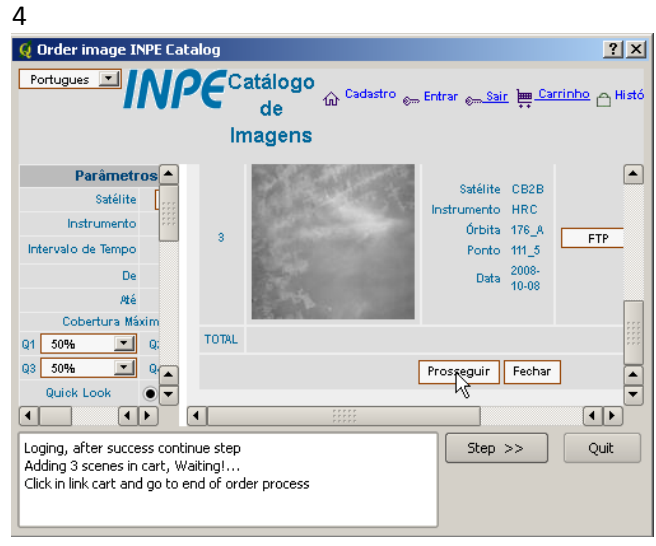 4
Order image INPE Catalog
Portugues
INPE
Catálogo
de
Imagens
Cadastro
Entrar
Sair
Carrinho
Histó
Parâmetros
Satélite
Instrumento
Intervalo de Tempo
De
Até
Cobertura Máxim
Q1 50%
Q3 50%
Quick Look
3
Satélite CB2B
Instrumento HRC
Órbita 176_A
Ponto 111_5
Data 2008-
10-08
FTP
TOTAL
Prosseguir
Fechar
Loging, after success continue step
Adding 3 scenes in cart, Waiting!...
Click in link cart and go to end of order process
Step >>
Quit